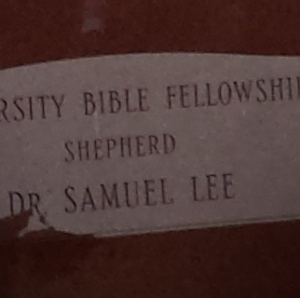 RSITY BIBLE FELLOWSHI
SHEPHERD
DR SAMUEL LEE